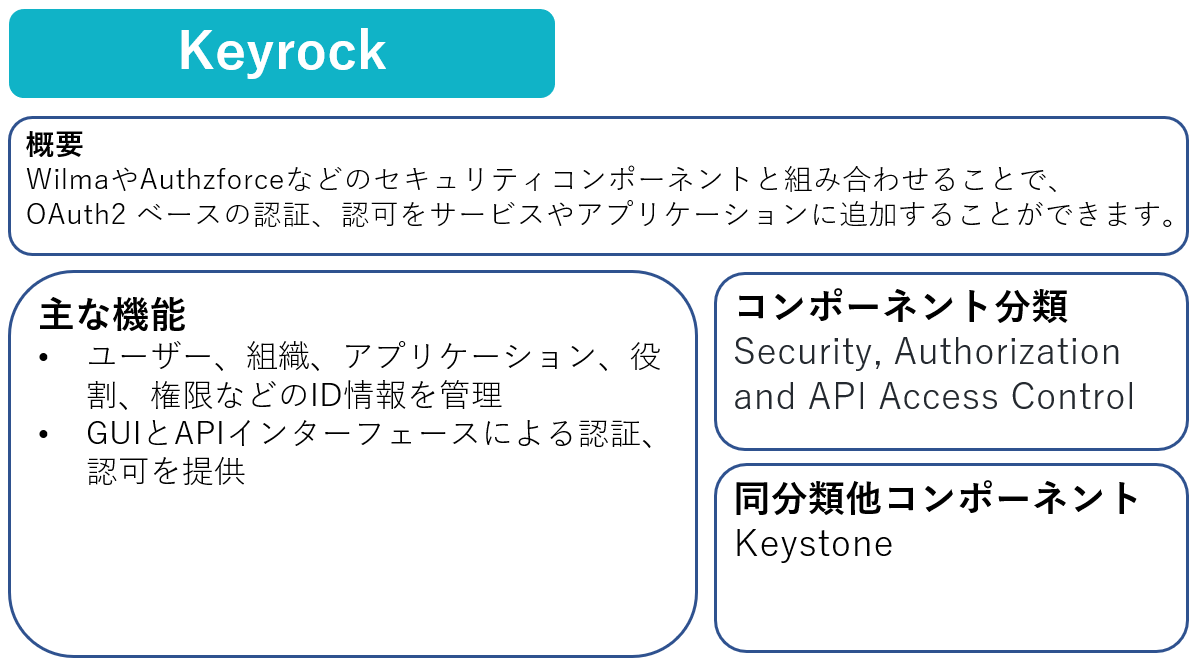 Keyrock
概要
WilmaやAuthzforceなどのセキュリティコンポーネントと組み合わせることで、
OAuth2 ベースの認証、認可をサービスやアプリケーションに追加することができます。
主な機能
• ユーザー、組織、アプリケーション、役
割、権限などのID情報を管理
• GUIとAPIインターフェースによる認証、
認可を提供
コンポーネント分類
Security, Authorization
and API Access Control
同分類他コンポーネント
Keystone